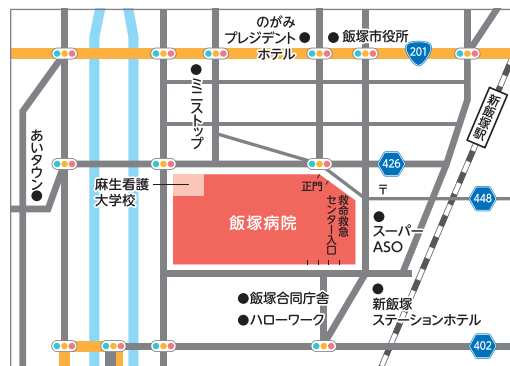 のがみ
プレジデント
ホテル
飯塚市役所
201
新飯塚駅
ミニストップ
あいタウン
426
麻生看護
大学校
正門
〒
448
救命救急
センター入口
飯塚病院
スーパー
ASO
飯塚合同庁舎
ハローワーク
新飯塚
ステーションホテル
402